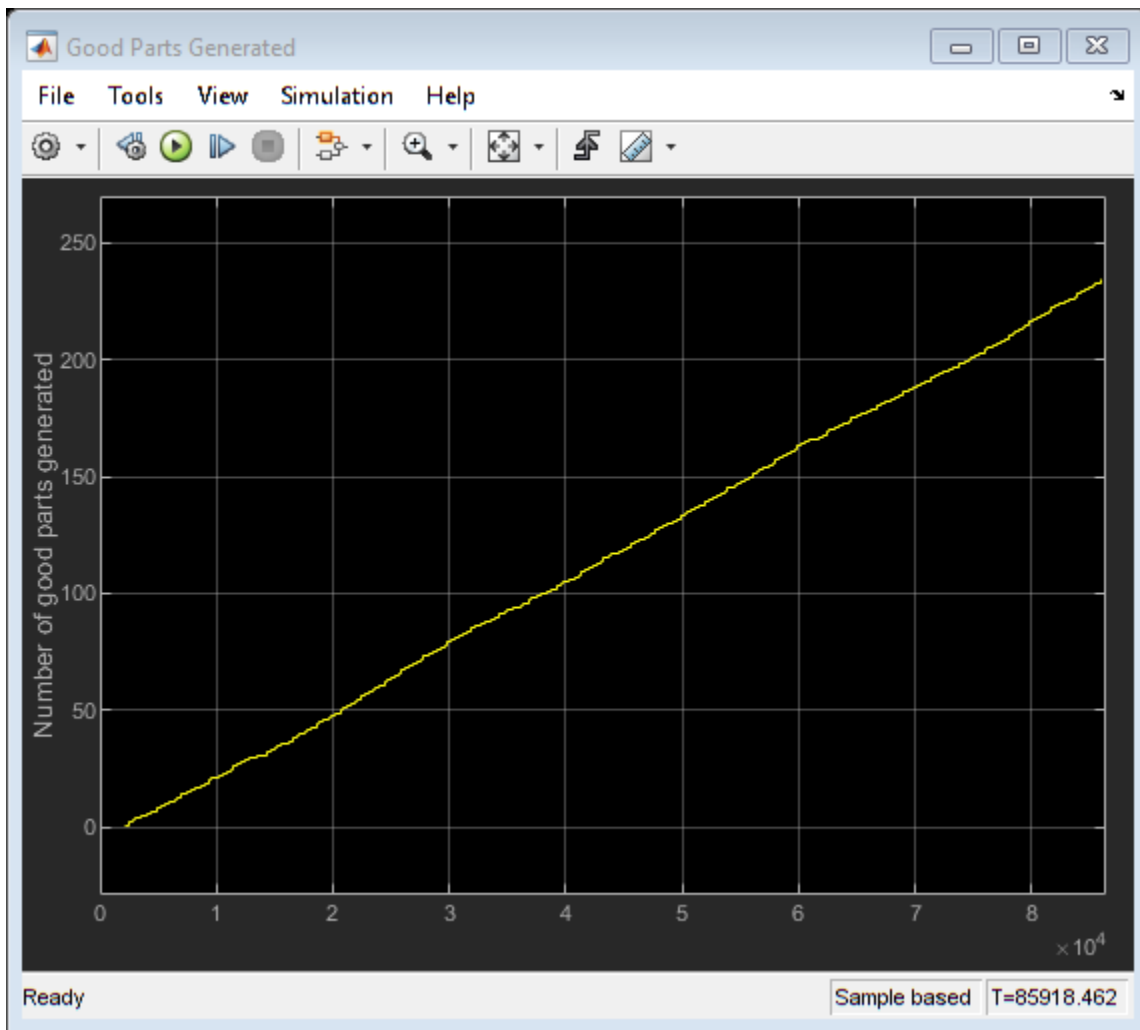 Good Parts Generated
File Tools View Simulation Help
Number of good parts generated
250
200
150
100
50
0
0 1 2 3 4 5 6 7 8
×10⁴
Ready Sample based T=85918.462